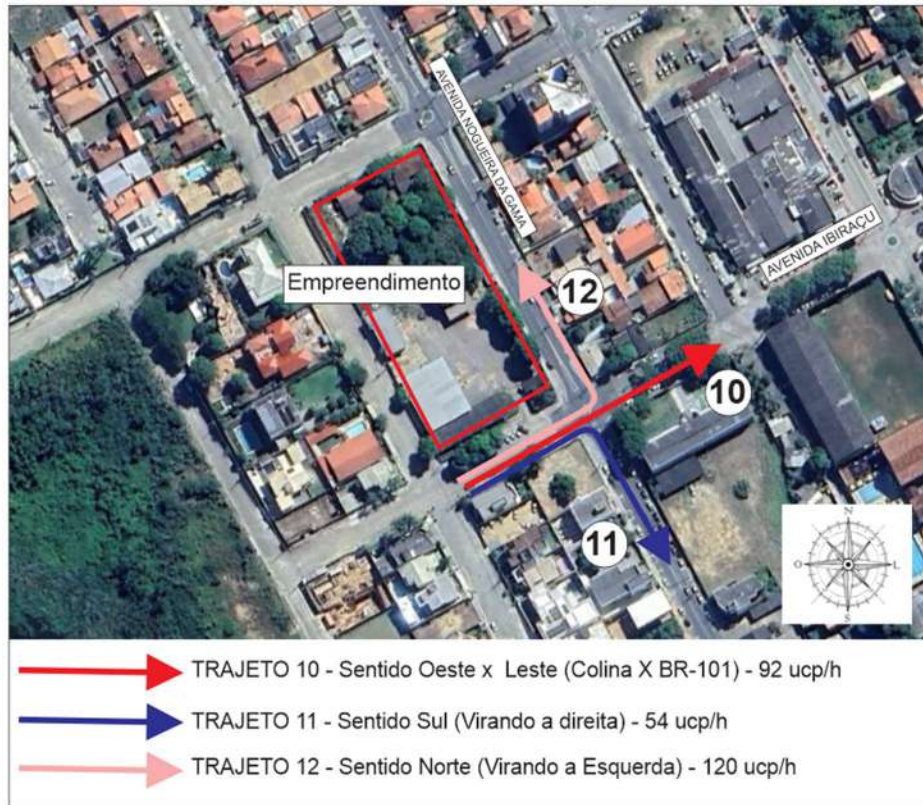 AVENIDA NOGUEIRA DA GAMA
AVENIDA IBIRAÇU
Empreendimento
12
10
11
N
O
L
S
TRAJETO 10 - Sentido Oeste x Leste (Colina X BR-101) - 92 ucp/h
TRAJETO 11 - Sentido Sul (Virando a direita) - 54 ucp/h
TRAJETO 12 - Sentido Norte (Virando a Esquerda) - 120 ucp/h